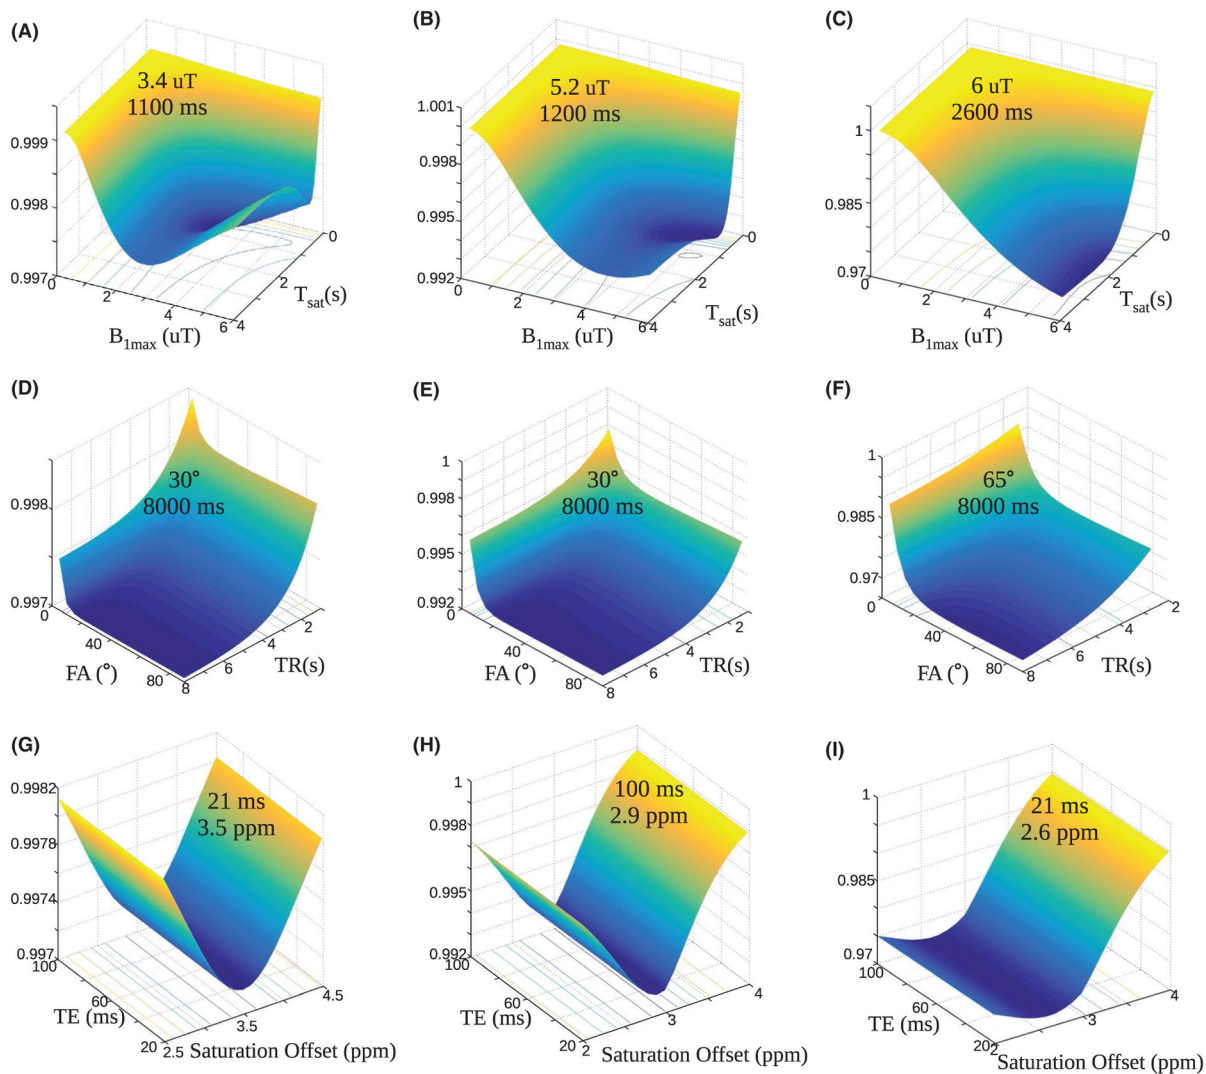 (A)
3.4 uT
1100 ms
0.999
0.998
0.997
0
2
4
6
4
2
0
B1max (uT)
Tsat(s)
(B)
5.2 uT
1200 ms
1.001
0.998
0.995
0.992
0
2
4
6
4
2
0
B1max (uT)
Tsat(s)
(C)
6 uT
2600 ms
1
0.985
0.97
0
2
4
6
4
2
0
B1max (uT)
Tsat(s)
(D)
30°
8000 ms
0.998
0.997
0
40
80
8
6
4
2
FA (°)
TR(s)
(E)
30°
8000 ms
1
0.998
0.995
0.992
0
40
80
8
6
4
2
FA (°)
TR(s)
(F)
65°
8000 ms
1
0.985
0.97
0
40
80
8
6
4
2
FA (°)
TR(s)
(G)
21 ms
3.5 ppm
0.9982
0.9978
0.9974
0.997
100
60
20
2.5
3.5
4.5
TE (ms)
Saturation Offset (ppm)
(H)
100 ms
2.9 ppm
1
0.998
0.995
0.992
100
60
20
2
3
4
TE (ms)
Saturation Offset (ppm)
(I)
21 ms
2.6 ppm
1
0.985
0.97
100
60
20
2
3
4
TE (ms)
Saturation Offset (ppm)